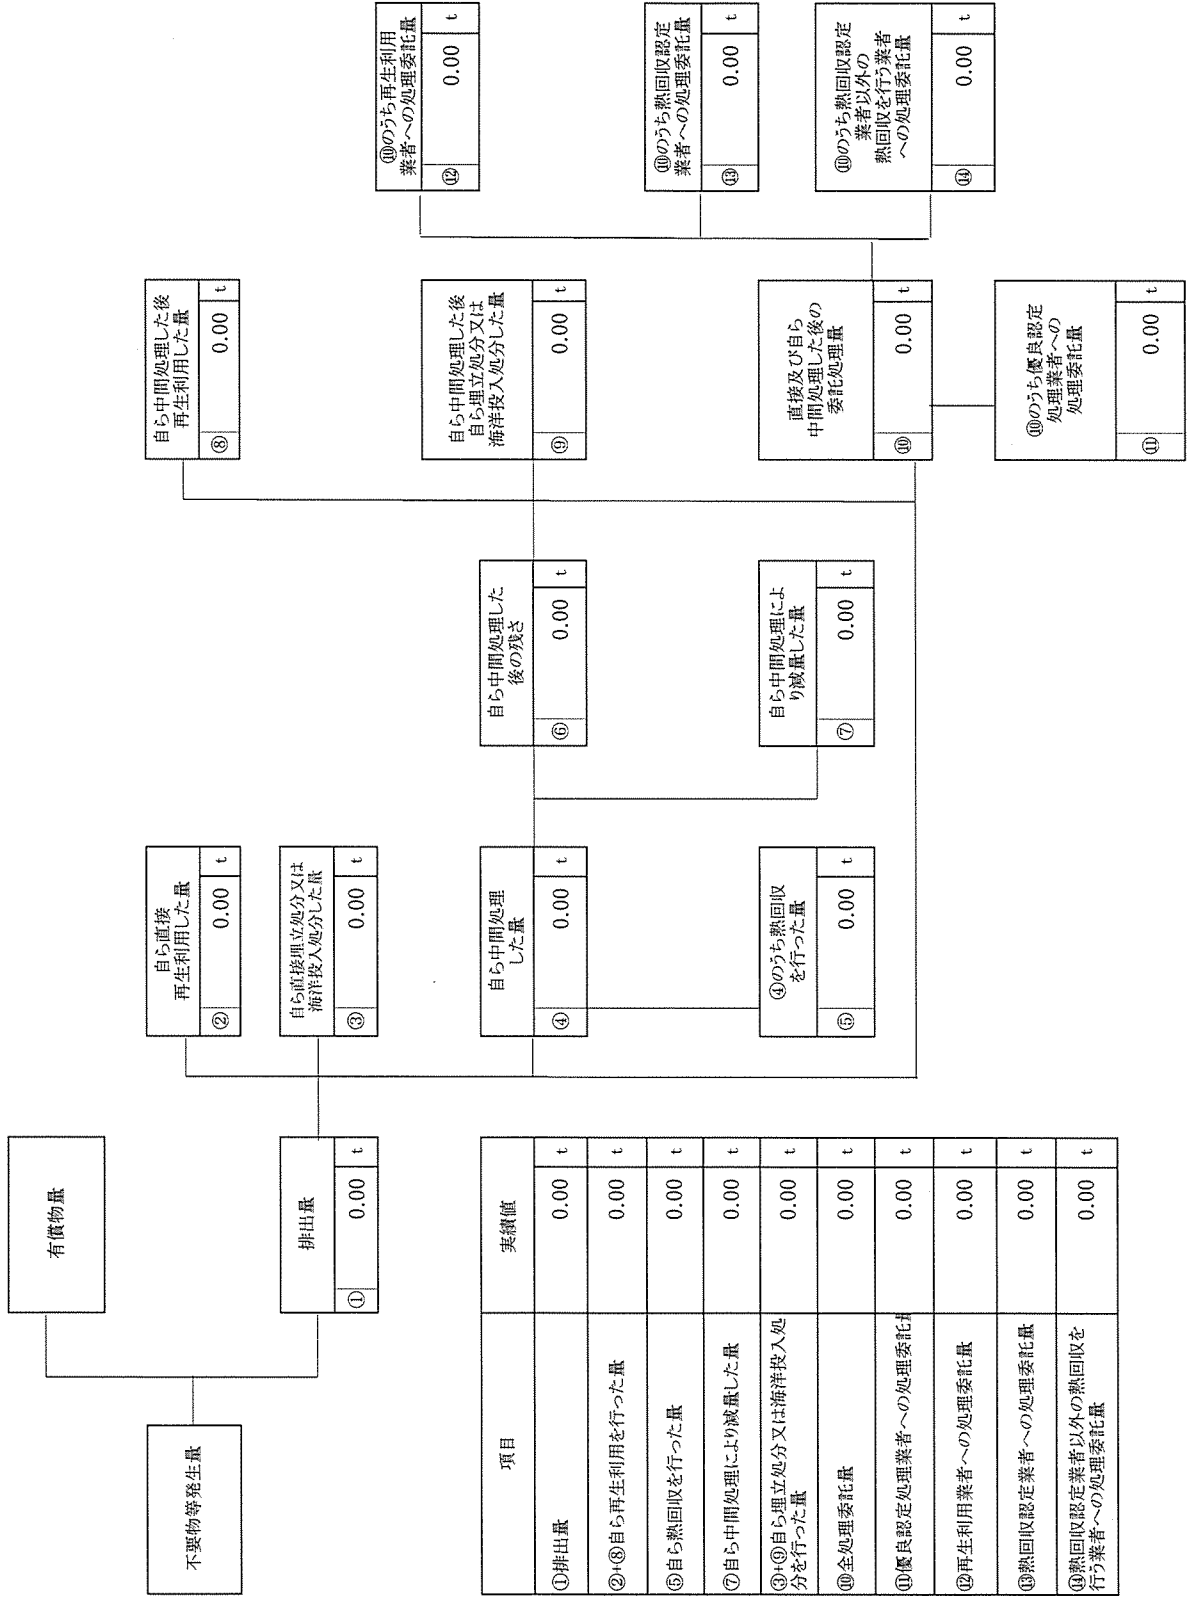 不要物等発生量
有償物量
排出量
① 0.00 t
自ら直接
再生利用した量
② 0.00 t
自ら直接埋立処分又は
海洋投入処分した量
③ 0.00 t
自ら中間処理
した量
④ 0.00 t
④のうち熱回収
を行った量
⑤ 0.00 t
自ら中間処理した
後の残さ
⑥ 0.00 t
自ら中間処理によ
り減量した量
⑦ 0.00 t
自ら中間処理した後
再生利用した量
⑧ 0.00 t
自ら中間処理した後
自ら埋立処分又は
海洋投入処分した量
⑨ 0.00 t
直接及び自ら
中間処理した後の
委託処理量
⑩ 0.00 t
⑩のうち優良認定
処理業者への
処理委託量
⑪ 0.00 t
⑩のうち再生利用
業者への処理委託量
⑫ 0.00 t
⑩のうち熱回収認定
業者への処理委託量
⑬ 0.00 t
⑩のうち熱回収認定
業者以外の
熱回収を行う業者
への処理委託量
⑭ 0.00 t
項目 実績値
①排出量 0.00 t
②+⑧自ら再生利用を行った量 0.00 t
⑤自ら熱回収を行った量 0.00 t
⑦自ら中間処理により減量した量 0.00 t
③+⑨自ら埋立処分又は海洋投入処
分を行った量 0.00 t
⑩全処理委託量 0.00 t
⑪優良認定処理業者への処理委託量 0.00 t
⑫再生利用業者への処理委託量 0.00 t
⑬熱回収認定業者への処理委託量 0.00 t
⑭熱回収認定業者以外の熱回収を
行う業者への処理委託量 0.00 t